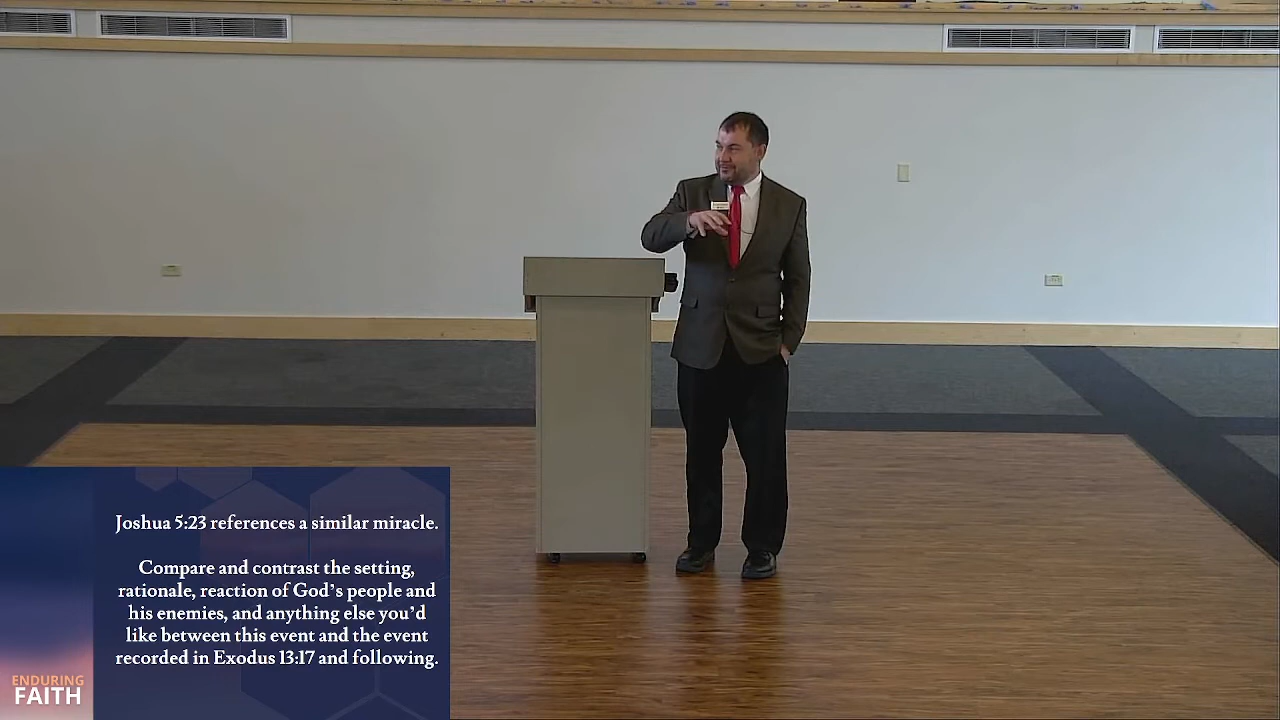 Joshua 5:23 references a similar miracle.
Compare and contrast the setting,
rationale, reaction of God's people and
his enemies, and anything else you'd
like between this event and the event
recorded in Exodus 13:17 and following.
ENDURING
FAITH